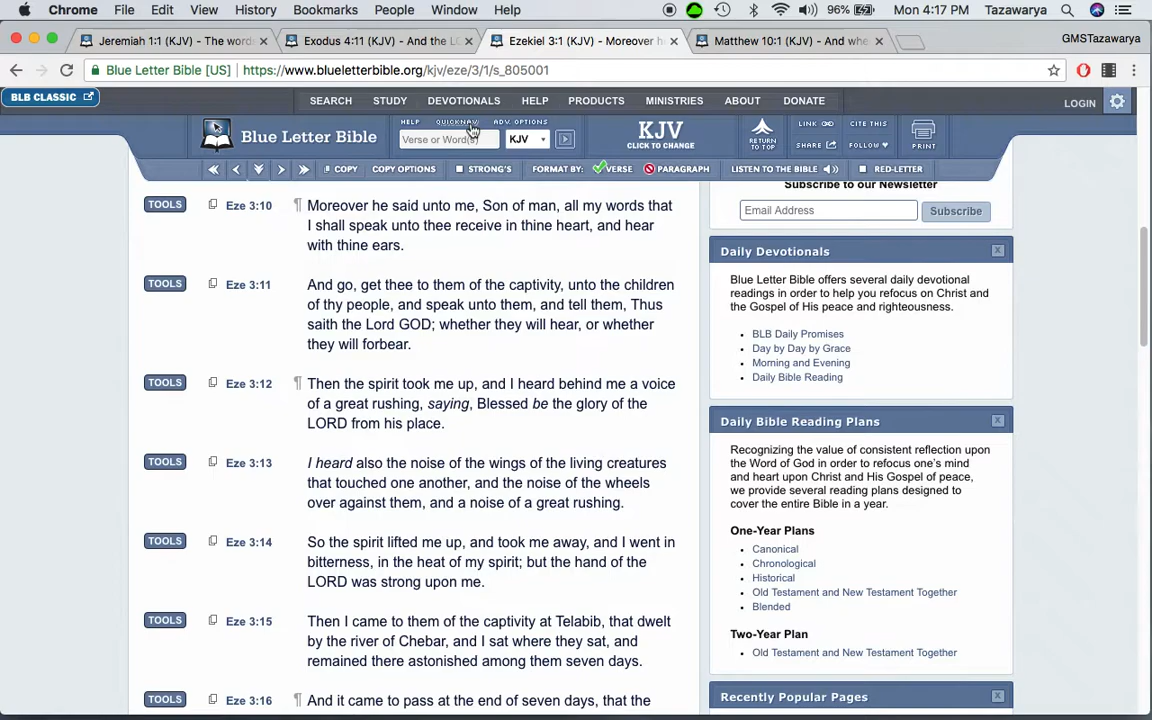 Chrome File Edit View History Bookmarks People Window Help 96% Mon 4:17 PM Tazawarya
Jeremiah 1:1 (KJV) - The word Exodus 4:11 (KJV) - And the LO Ezekiel 3:1 (KJV) - Moreover h Matthew 10:1 (KJV) - And whe GMSTazawarya
Blue Letter Bible [US] https://www.blueletterbible.org/kjv/eze/3/1/s_805001
BLB CLASSIC SEARCH STUDY DEVOTIONALS HELP PRODUCTS MINISTRIES ABOUT DONATE LOGIN
HELP QUICKNAV ADV. OPTIONS
Blue Letter Bible Verse or Word(s) KJV KJV CLICK TO CHANGE RETURN TO TOP LINK CITE THIS SHARE FOLLOW PRINT
COPY COPY OPTIONS STRONG'S FORMAT BY: VERSE PARAGRAPH LISTEN TO THE BIBLE RED-LETTER
TOOLS Eze 3:10 ¶ Moreover he said unto me, Son of man, all my words that
I shall speak unto thee receive in thine heart, and hear
with thine ears.
TOOLS Eze 3:11 And go, get thee to them of the captivity, unto the children
of thy people, and speak unto them, and tell them, Thus
saith the Lord GOD; whether they will hear, or whether
they will forbear.
TOOLS Eze 3:12 ¶ Then the spirit took me up, and I heard behind me a voice
of a great rushing, saying, Blessed be the glory of the
LORD from his place.
TOOLS Eze 3:13 I heard also the noise of the wings of the living creatures
that touched one another, and the noise of the wheels
over against them, and a noise of a great rushing.
TOOLS Eze 3:14 So the spirit lifted me up, and took me away, and I went in
bitterness, in the heat of my spirit; but the hand of the
LORD was strong upon me.
TOOLS Eze 3:15 Then I came to them of the captivity at Telabib, that dwelt
by the river of Chebar, and I sat where they sat, and
remained there astonished among them seven days.
TOOLS Eze 3:16 ¶ And it came to pass at the end of seven days, that the
Subscribe to our Newsletter
Email Address Subscribe
Daily Devotionals
Blue Letter Bible offers several daily devotional
readings in order to help you refocus on Christ and
the Gospel of His peace and righteousness.
BLB Daily Promises
Day by Day by Grace
Morning and Evening
Daily Bible Reading
Daily Bible Reading Plans
Recognizing the value of consistent reflection upon
the Word of God in order to refocus one's mind
and heart upon Christ and His Gospel of peace,
we provide several reading plans designed to
cover the entire Bible in a year.
One-Year Plans
Canonical
Chronological
Historical
Old Testament and New Testament Together
Blended
Two-Year Plan
Old Testament and New Testament Together
Recently Popular Pages